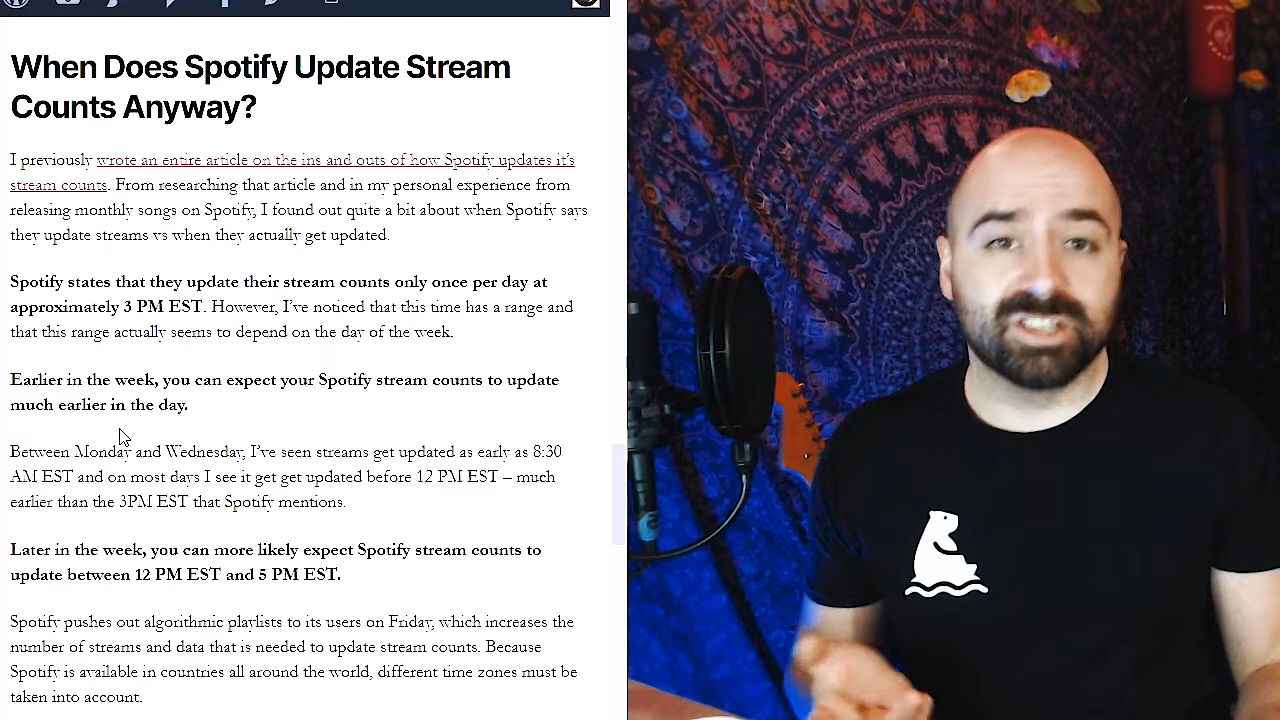 When Does Spotify Update Stream
Counts Anyway?
I previously wrote an entire article on the ins and outs of how Spotify updates it's
stream counts. From researching that article and in my personal experience from
releasing monthly songs on Spotify, I found out quite a bit about when Spotify says
they update streams vs when they actually get updated.
Spotify states that they update their stream counts only once per day at
approximately 3 PM EST. However, I've noticed that this time has a range and
that this range actually seems to depend on the day of the week.
Earlier in the week, you can expect your Spotify stream counts to update
much earlier in the day.
Between Monday and Wednesday, I've seen streams get updated as early as 8:30
AM EST and on most days I see it get get updated before 12 PM EST – much
earlier than the 3PM EST that Spotify mentions.
Later in the week, you can more likely expect Spotify stream counts to
update between 12 PM EST and 5 PM EST.
Spotify pushes out algorithmic playlists to its users on Friday, which increases the
number of streams and data that is needed to update stream counts. Because
Spotify is available in countries all around the world, different time zones must be
taken into account.